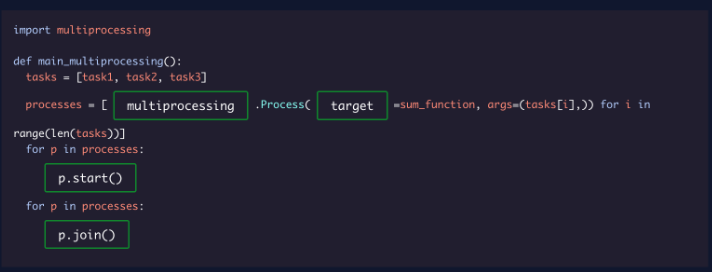 import multiprocessing
def main_multiprocessing():
tasks = [task1, task2, task3]
processes = [ multiprocessing .Process( target =sum_function, args=(tasks[i],)) for i in
range(len(tasks))]
for p in processes:
p.start()
for p in processes:
p.join()